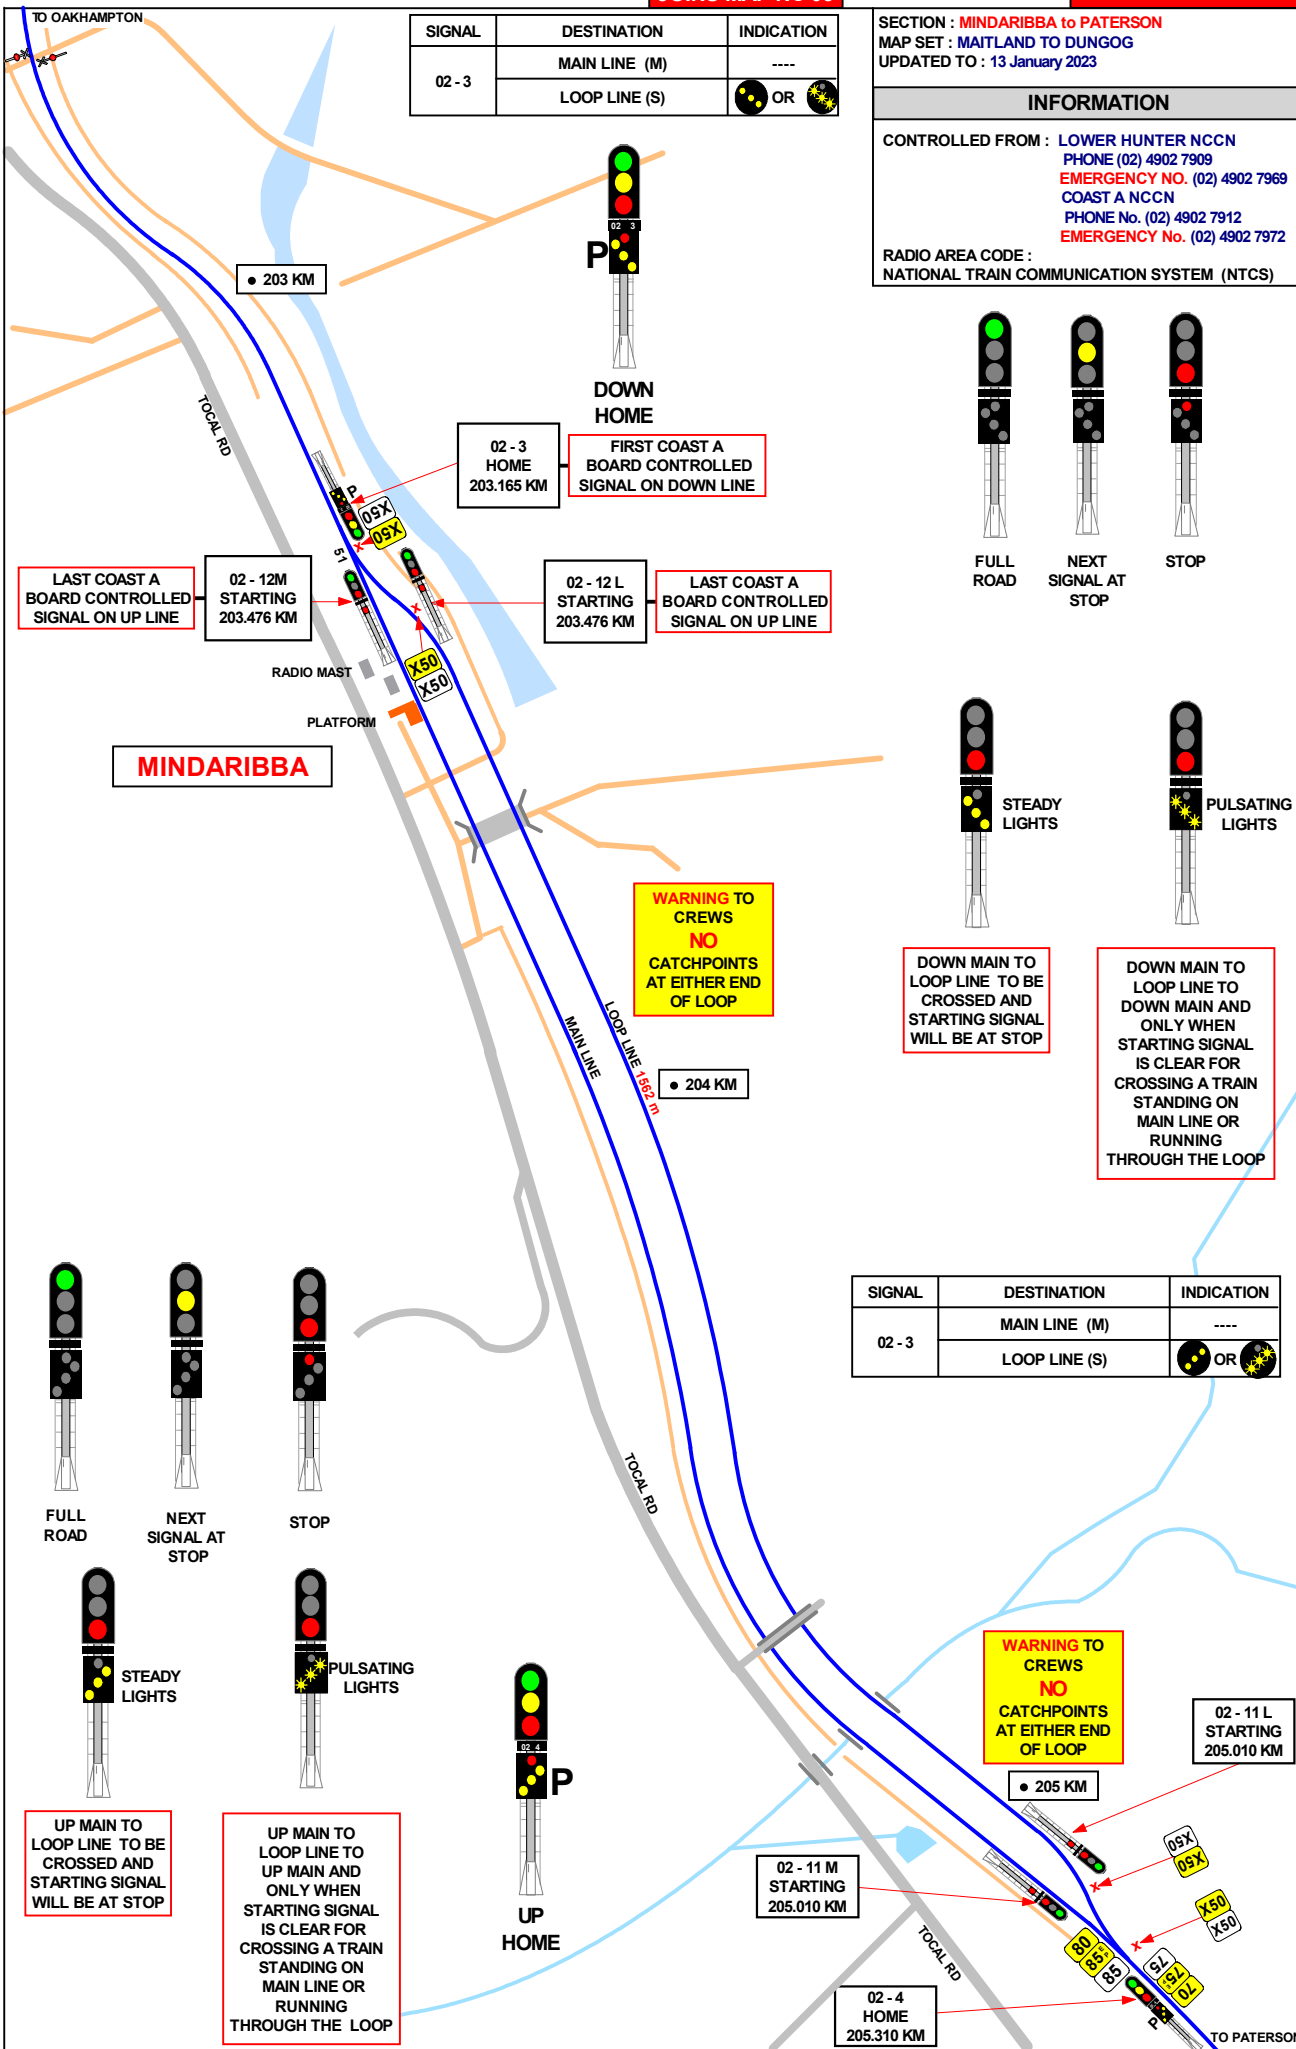 TO OAKHAMPTON
SIGNAL DESTINATION INDICATION
02 - 3
MAIN LINE (M) ----
LOOP LINE (S) OR
SECTION : MINDARIBBA to PATERSON
MAP SET : MAITLAND TO DUNGOG
UPDATED TO : 13 January 2023
INFORMATION
CONTROLLED FROM : LOWER HUNTER NCCN
PHONE (02) 4902 7909
EMERGENCY NO. (02) 4902 7969
COAST A NCCN
PHONE No. (02) 4902 7912
EMERGENCY No. (02) 4902 7972
RADIO AREA CODE :
NATIONAL TRAIN COMMUNICATION SYSTEM (NTCS)
02 3
P
DOWN
HOME
• 203 KM
TOCAL RD
02 - 3
HOME
203.165 KM
FIRST COAST A
BOARD CONTROLLED
SIGNAL ON DOWN LINE
P
X50
X50
51
FULL
ROAD
NEXT
SIGNAL AT
STOP
STOP
LAST COAST A
BOARD CONTROLLED
SIGNAL ON UP LINE
02 - 12M
STARTING
203.476 KM
02 - 12 L
STARTING
203.476 KM
LAST COAST A
BOARD CONTROLLED
SIGNAL ON UP LINE
X50
X50
RADIO MAST
PLATFORM
MINDARIBBA
STEADY
LIGHTS
PULSATING
LIGHTS
WARNING TO
CREWS
NO
CATCHPOINTS
AT EITHER END
OF LOOP
DOWN MAIN TO
LOOP LINE TO BE
CROSSED AND
STARTING SIGNAL
WILL BE AT STOP
DOWN MAIN TO
LOOP LINE TO
DOWN MAIN AND
ONLY WHEN
STARTING SIGNAL
IS CLEAR FOR
CROSSING A TRAIN
STANDING ON
MAIN LINE OR
RUNNING
THROUGH THE LOOP
MAIN LINE
LOOP LINE 1562 m
• 204 KM
SIGNAL DESTINATION INDICATION
02 - 3
MAIN LINE (M) ----
LOOP LINE (S) OR
FULL
ROAD
NEXT
SIGNAL AT
STOP
STOP
TOCAL RD
STEADY
LIGHTS
PULSATING
LIGHTS
02 4
P
UP
HOME
UP MAIN TO
LOOP LINE TO BE
CROSSED AND
STARTING SIGNAL
WILL BE AT STOP
UP MAIN TO
LOOP LINE TO
UP MAIN AND
ONLY WHEN
STARTING SIGNAL
IS CLEAR FOR
CROSSING A TRAIN
STANDING ON
MAIN LINE OR
RUNNING
THROUGH THE LOOP
WARNING TO
CREWS
NO
CATCHPOINTS
AT EITHER END
OF LOOP
02 - 11 L
STARTING
205.010 KM
• 205 KM
X50
X50
02 - 11 M
STARTING
205.010 KM
X50
X50
TOCAL RD
80
85
85
75
75
70
02 - 4
HOME
205.310 KM
P
TO PATERSON